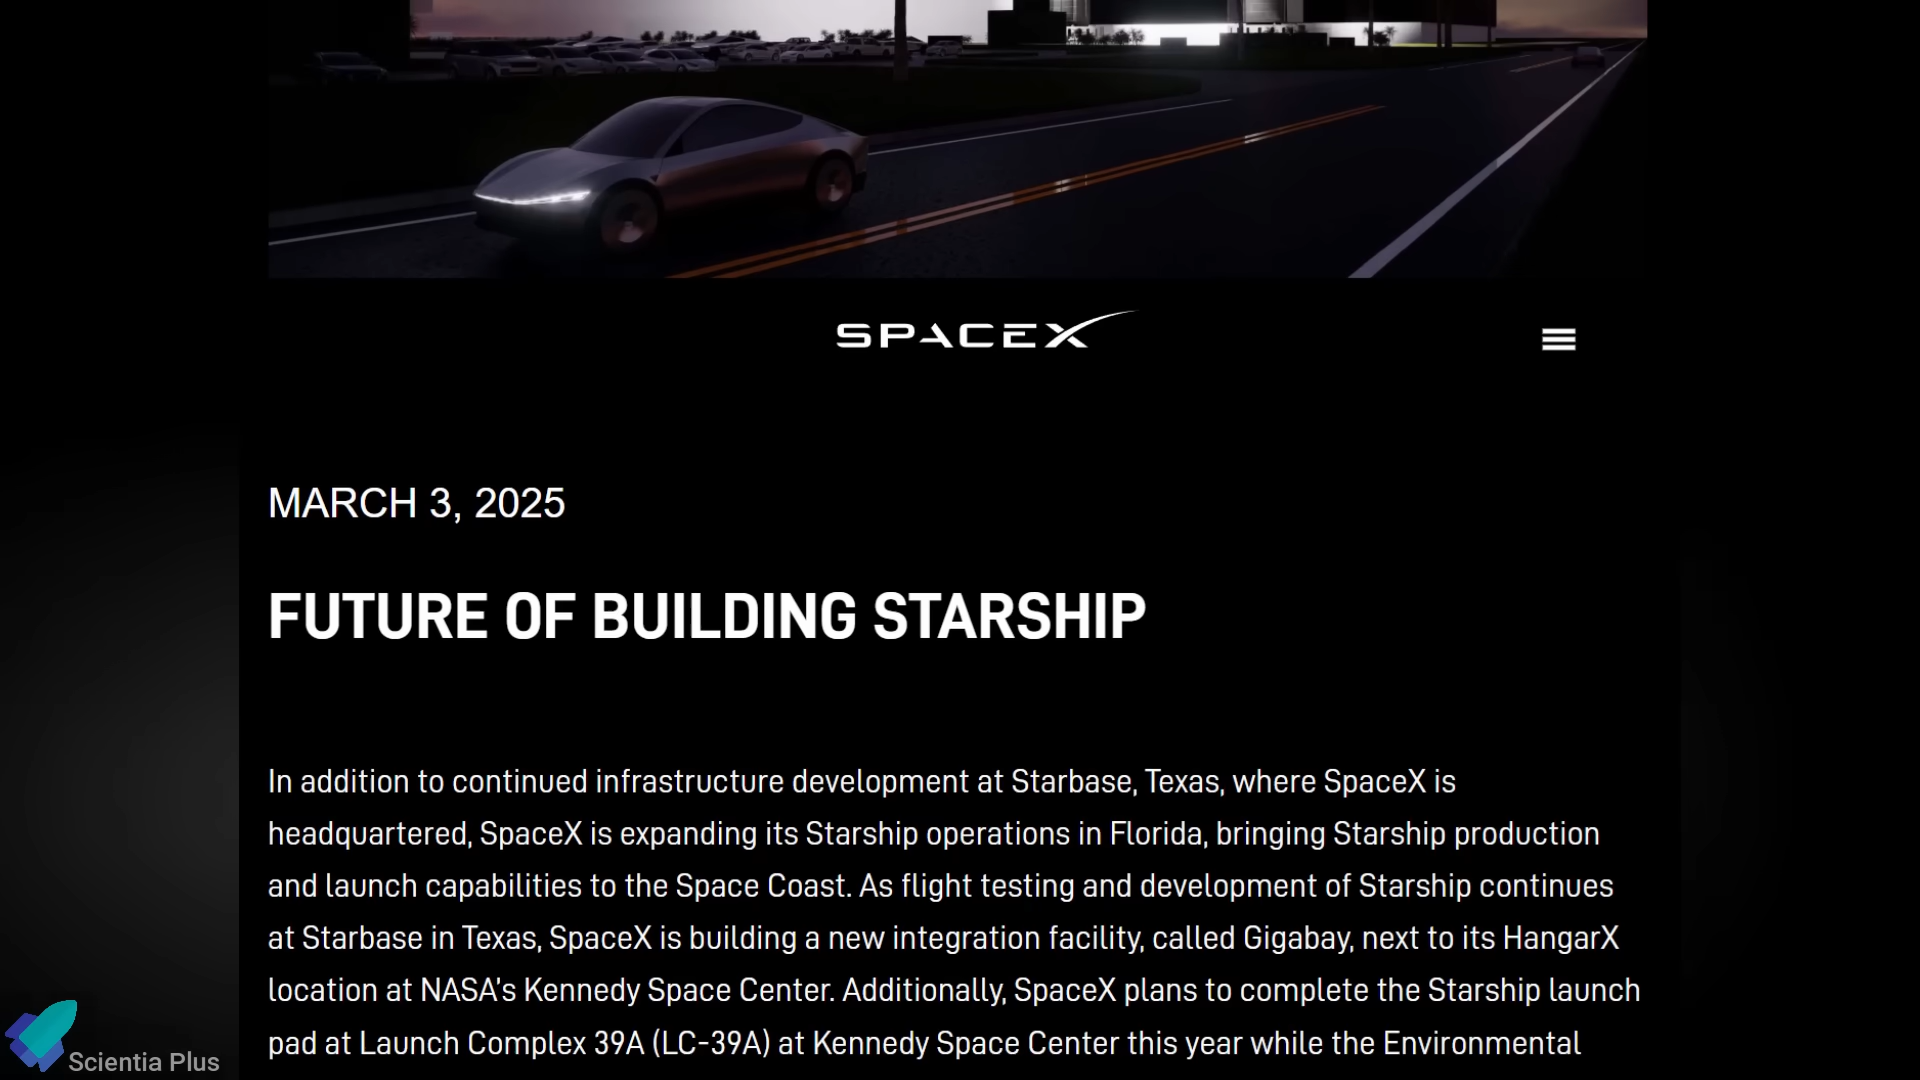 SPACEX
MARCH 3, 2025
FUTURE OF BUILDING STARSHIP
In addition to continued infrastructure development at Starbase, Texas, where SpaceX is
headquartered, SpaceX is expanding its Starship operations in Florida, bringing Starship production
and launch capabilities to the Space Coast. As flight testing and development of Starship continues
at Starbase in Texas, SpaceX is building a new integration facility, called Gigabay, next to its HangarX
location at NASA's Kennedy Space Center. Additionally, SpaceX plans to complete the Starship launch
pad at Launch Complex 39A (LC-39A) at Kennedy Space Center this year while the Environmental
Scientia Plus